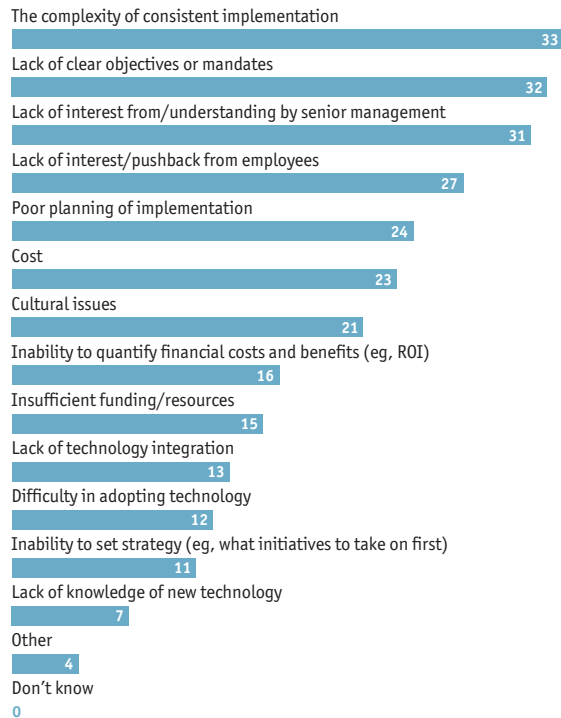 The complexity of consistent implementation
33
Lack of clear objectives or mandates
32
Lack of interest from/understanding by senior management
31
Lack of interest/pushback from employees
27
Poor planning of implementation
24
Cost
23
Cultural issues
21
Inability to quantify financial costs and benefits (eg, ROI)
16
Insufficient funding/resources
15
Lack of technology integration
13
Difficulty in adopting technology
12
Inability to set strategy (eg, what initiatives to take on first)
11
Lack of knowledge of new technology
7
Other
4
Don’t know
0